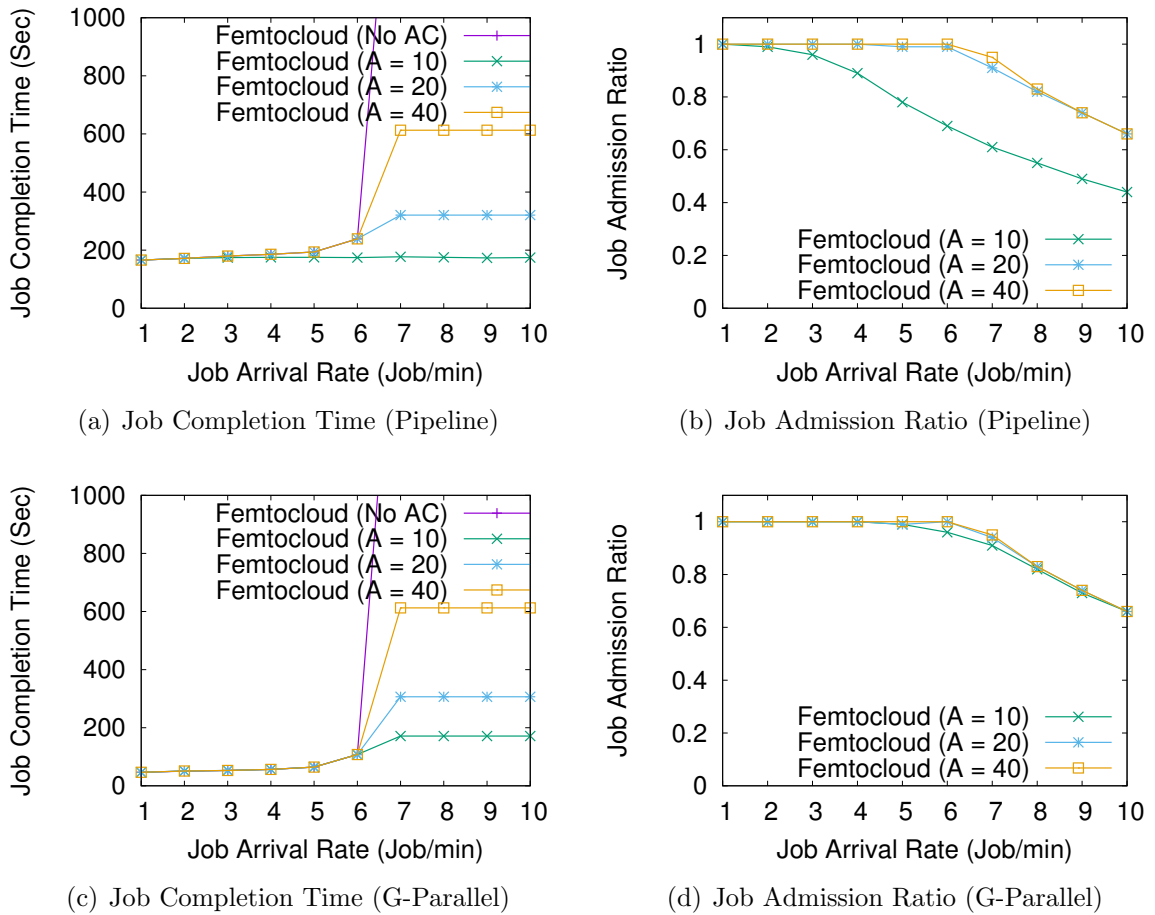 Job Completion Time (Sec)
1000
800
600
400
200
0
Femtocloud (No AC)
Femtocloud (A = 10)
Femtocloud (A = 20)
Femtocloud (A = 40)
1 2 3 4 5 6 7 8 9 10
Job Arrival Rate (Job/min)
(a) Job Completion Time (Pipeline)
Job Admission Ratio
1
0.8
0.6
0.4
0.2
0
Femtocloud (A = 10)
Femtocloud (A = 20)
Femtocloud (A = 40)
1 2 3 4 5 6 7 8 9 10
Job Arrival Rate (Job/min)
(b) Job Admission Ratio (Pipeline)
Job Completion Time (Sec)
1000
800
600
400
200
0
Femtocloud (No AC)
Femtocloud (A = 10)
Femtocloud (A = 20)
Femtocloud (A = 40)
1 2 3 4 5 6 7 8 9 10
Job Arrival Rate (Job/min)
(c) Job Completion Time (G-Parallel)
Job Admission Ratio
1
0.8
0.6
0.4
0.2
0
Femtocloud (A = 10)
Femtocloud (A = 20)
Femtocloud (A = 40)
1 2 3 4 5 6 7 8 9 10
Job Arrival Rate (Job/min)
(d) Job Admission Ratio (G-Parallel)